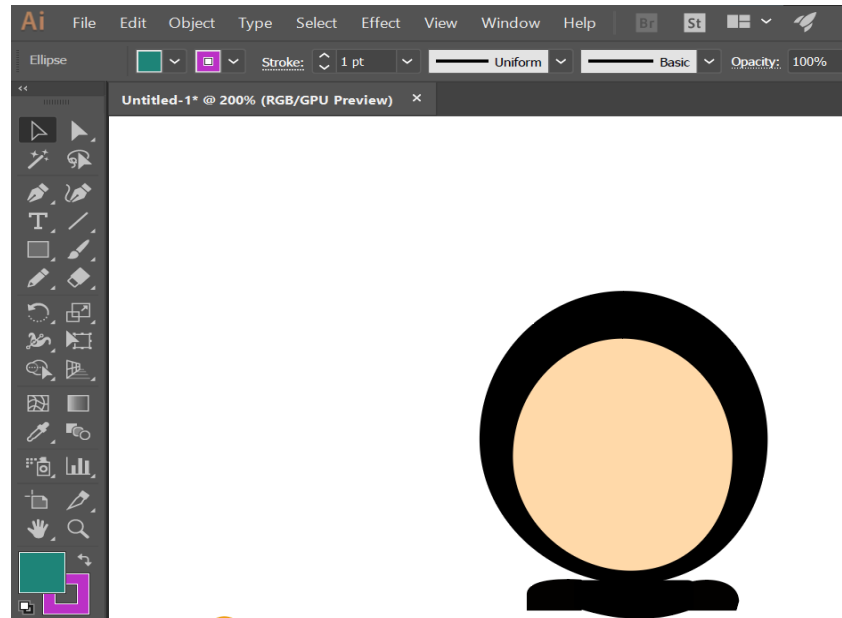 Ai File Edit Object Type Select Effect View Window Help Br St
Ellipse Stroke: 1 pt Uniform Basic Opacity: 100%
Untitled-1* @ 200% (RGB/GPU Preview) ×